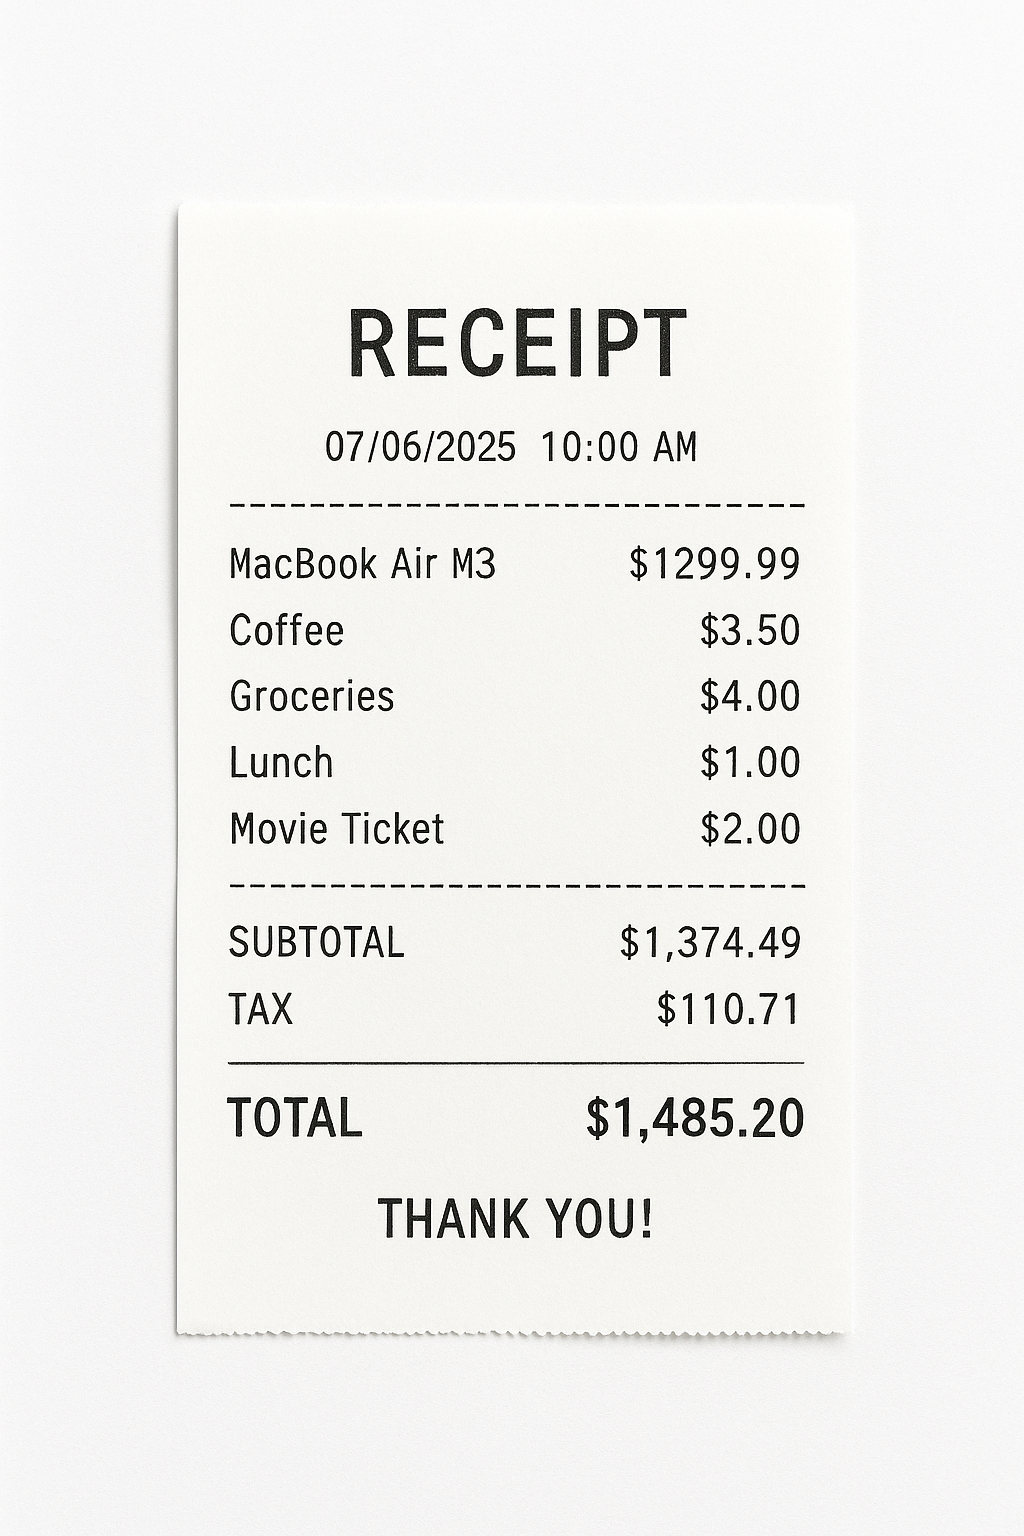 RECEIPT
07/06/2025 10:00 AM
------------------------------
MacBook Air M3 $1299.99
Coffee $3.50
Groceries $4.00
Lunch $1.00
Movie Ticket $2.00
------------------------------
SUBTOTAL $1,374.49
TAX $110.71
TOTAL $1,485.20
THANK YOU!